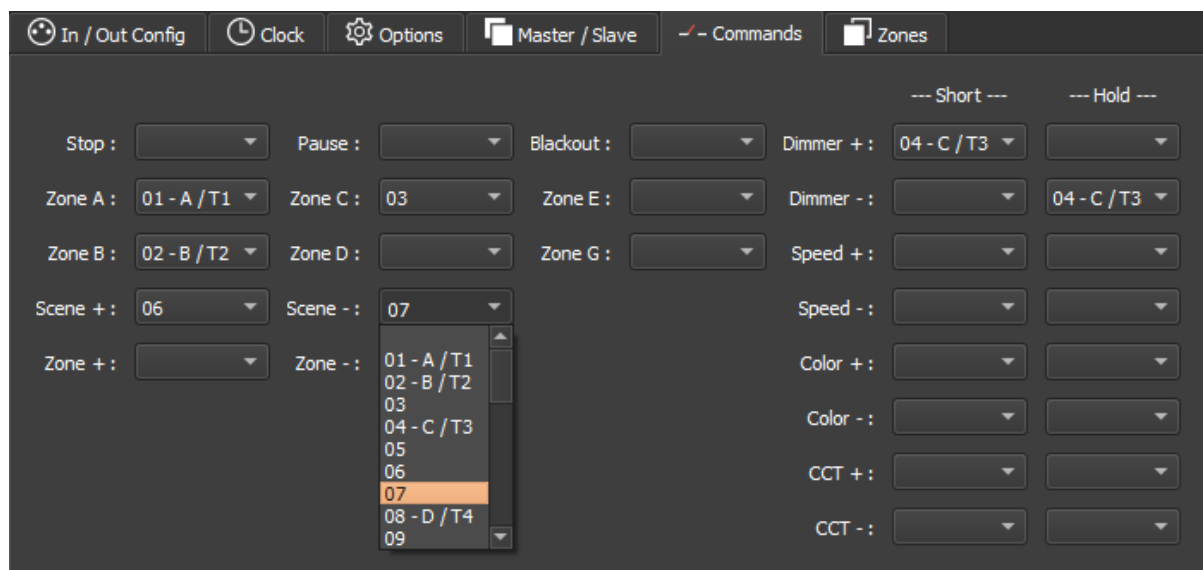 In / Out Config Clock Options Master / Slave Commands Zones
--- Short --- --- Hold ---
Stop : Pause : Blackout : Dimmer + : 04 - C / T3
Zone A : 01 - A / T1 Zone C : 03 Zone E : Dimmer - : 04 - C / T3
Zone B : 02 - B / T2 Zone D : Zone G : Speed + :
Scene + : 06 Scene - : 07 Speed - :
Zone + : Zone - : Color + :
01 - A / T1
02 - B / T2
03
04 - C / T3
05
06
07
08 - D / T4
09
Color - :
CCT + :
CCT - :